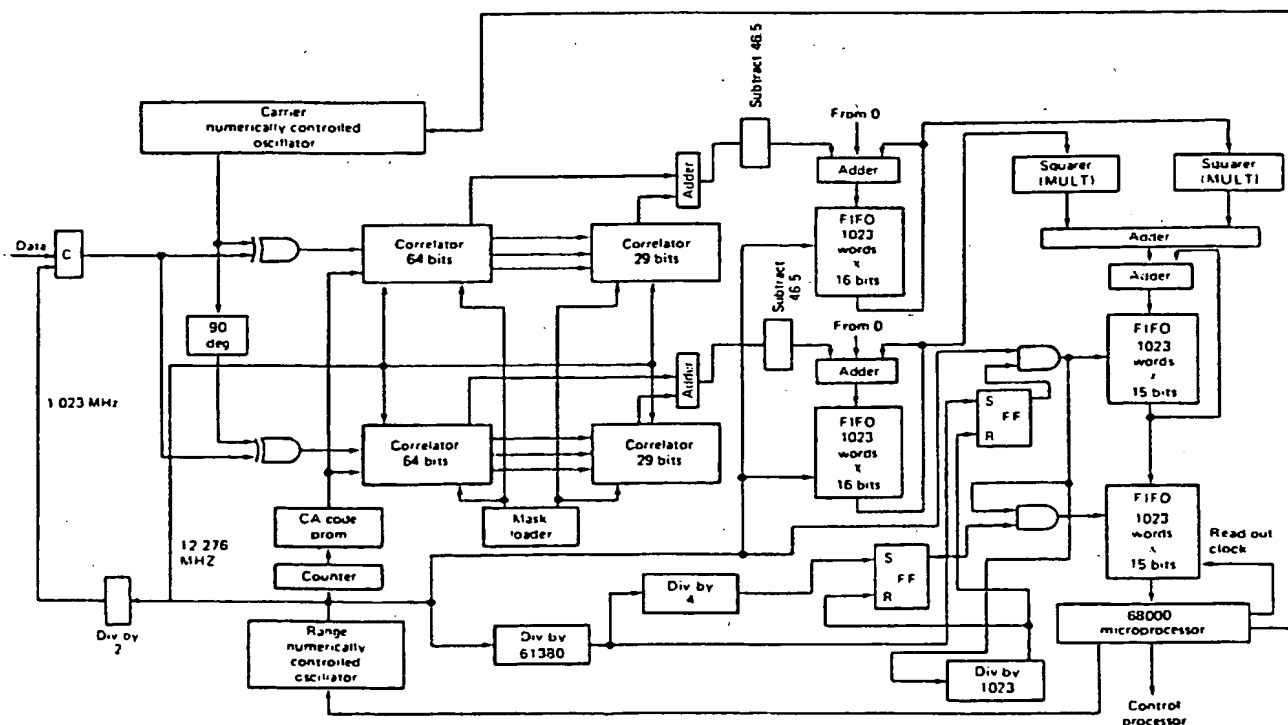 Carrier
numerically controlled
oscillator
Subtract 46.5
From 0
Adder
Adder
Squarer
(MULT)
Squarer
(MULT)
Data
C
Correlator
64 bits
Correlator
29 bits
FIFO
1023
words
x
16 bits
Adder
Adder
90
deg
Subtract
46.5
From 0
Adder
Adder
FIFO
1023
words
x
15 bits
1 023 MHz
Correlator
64 bits
Correlator
29 bits
FIFO
1023
words
x
16 bits
S
FF
R
CA code
prom
Mask
loader
FIFO
1023
words
x
15 bits
Read out
clock
12 276
MHZ
Counter
Div by
4
S
FF
R
Div by
2
Range
numerically
controlled
oscillator
Div by
61380
68000
microprocessor
Div by
1023
Control
processor